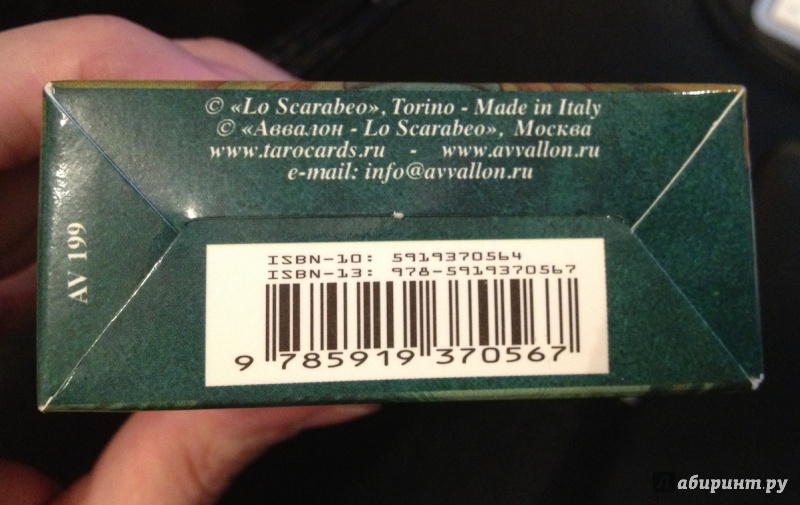 © «Lo Scarabeo», Torino - Made in Italy
© «Аввалон - Lo Scarabeo», Москва
www.tarocards.ru - www.avvallon.ru
e-mail: info@avvallon.ru
AV 199
ISBN-10: 5919370564
ISBN-13: 978-5919370567
9 785919 370567
Лабиринт.ру